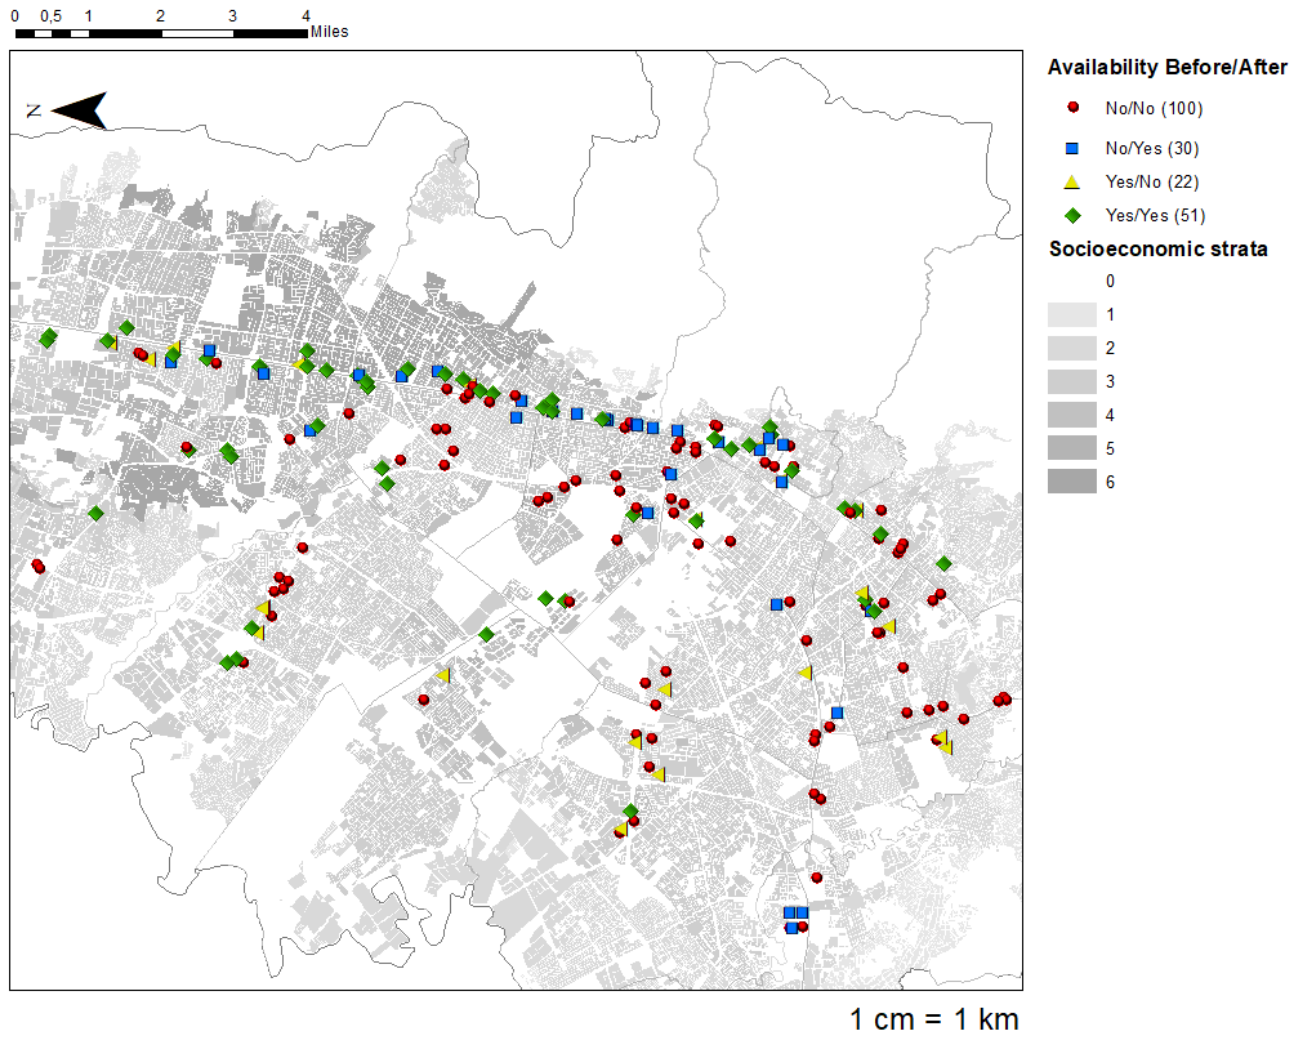 0 0,5 1 2 3 4
Miles
N
Availability Before/After
No/No (100)
No/Yes (30)
Yes/No (22)
Yes/Yes (51)
Socioeconomic strata
0
1
2
3
4
5
6
1 cm = 1 km